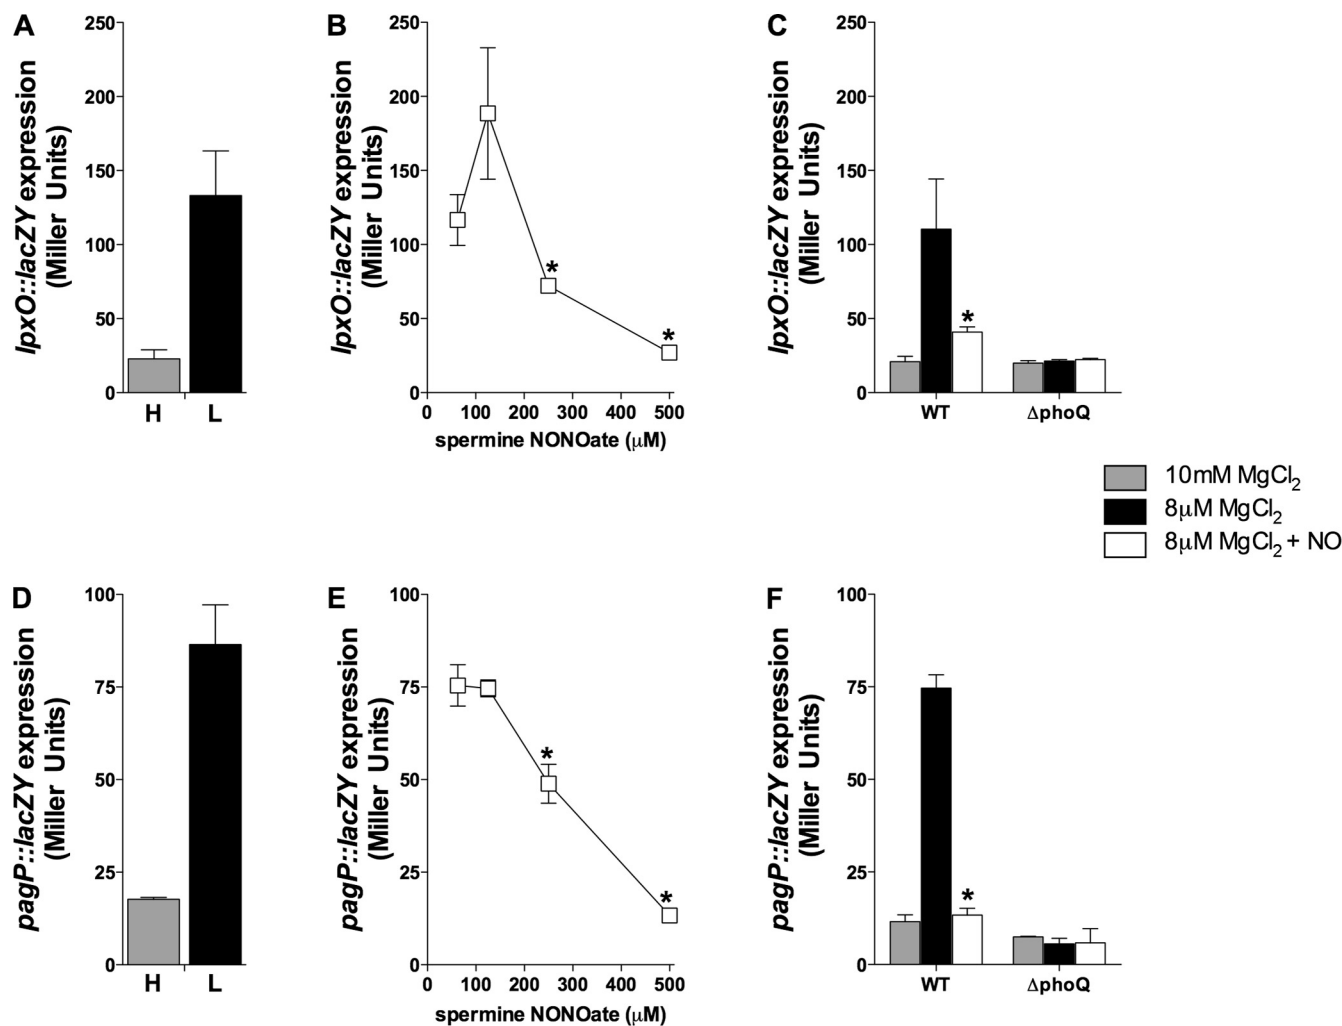 A
lpxO::lacZY expression
(Miller Units)
250
200
150
100
50
0
H L
B
lpxO::lacZY expression
(Miller Units)
250
200
150
100
50
0
*
*
0 100 200 300 400 500
spermine NONOate (μM)
C
lpxO::lacZY expression
(Miller Units)
250
200
150
100
50
0
*
WT ΔphoQ
10mM MgCl₂
8μM MgCl₂
8μM MgCl₂ + NO
D
pagP::lacZY expression
(Miller Units)
100
75
50
25
0
H L
E
pagP::lacZY expression
(Miller Units)
100
75
50
25
0
*
*
0 100 200 300 400 500
spermine NONOate (μM)
F
pagP::lacZY expression
(Miller Units)
100
75
50
25
0
*
WT ΔphoQ